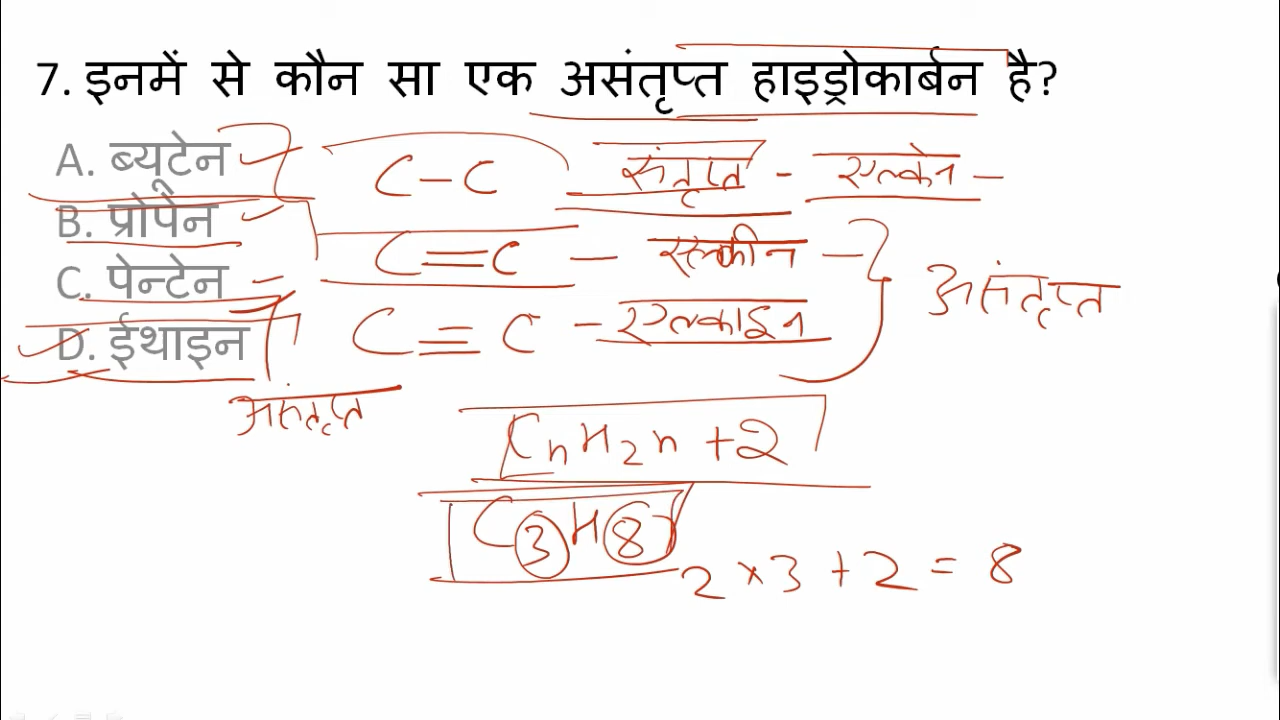 7. इनमें से कौन सा एक असंतृप्त हाइड्रोकार्बन है?
A. ब्यूटेन
B. प्रोपेन
C. पेन्टेन
D. ईथाइन
C – C संतृप्त - एल्केन –
C = C – एल्कीन –
C ≡ C – एल्काइन
असंतृप्त
असंतृप्त
CnH2n+2
C3H8
2×3+2=8